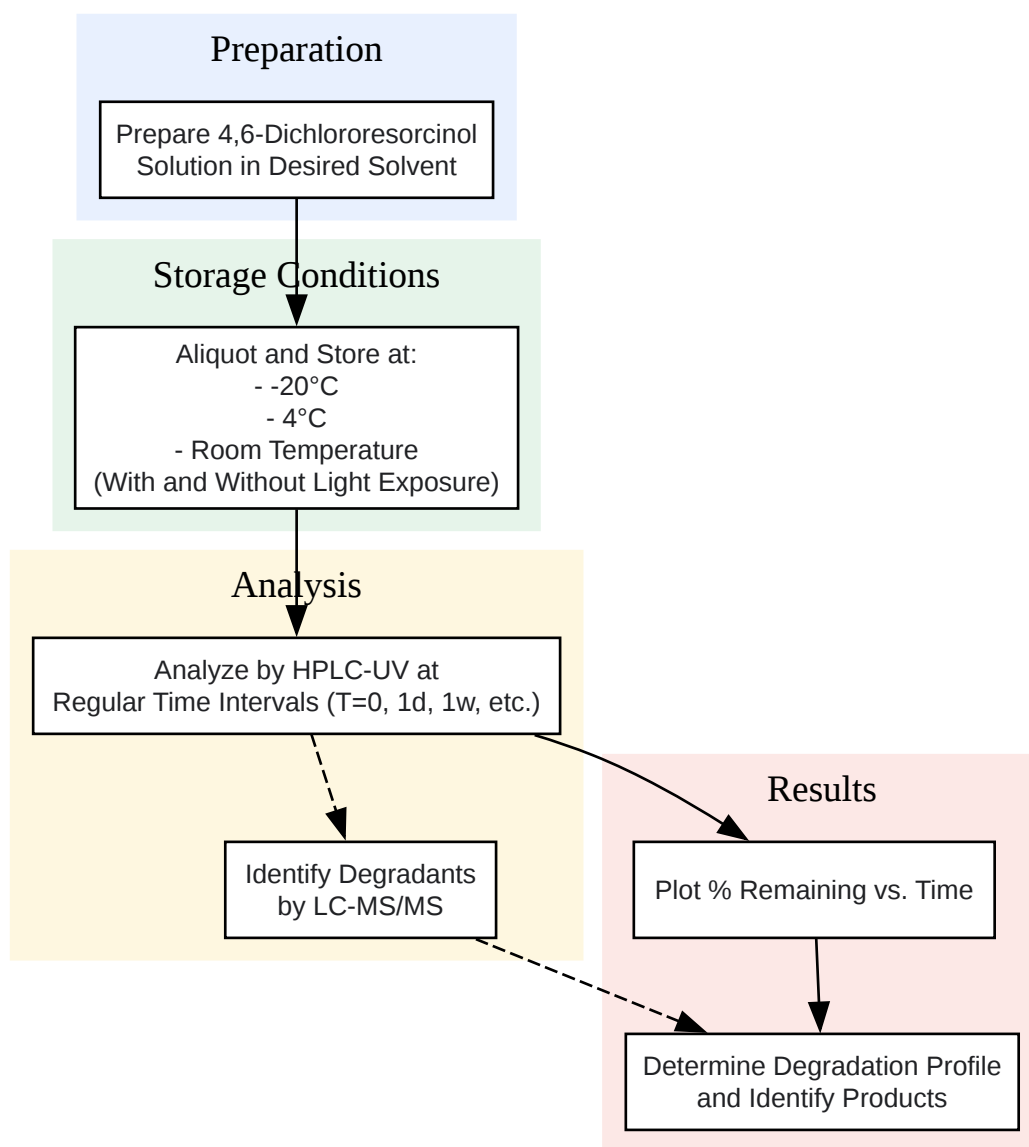 Preparation
Prepare 4,6-Dichlororesorcinol
Solution in Desired Solvent
Storage Conditions
Aliquot and Store at:
- -20°C
- 4°C
- Room Temperature
(With and Without Light Exposure)
Analysis
Analyze by HPLC-UV at
Regular Time Intervals (T=0, 1d, 1w, etc.)
Identify Degradants
by LC-MS/MS
Results
Plot % Remaining vs. Time
Determine Degradation Profile
and Identify Products